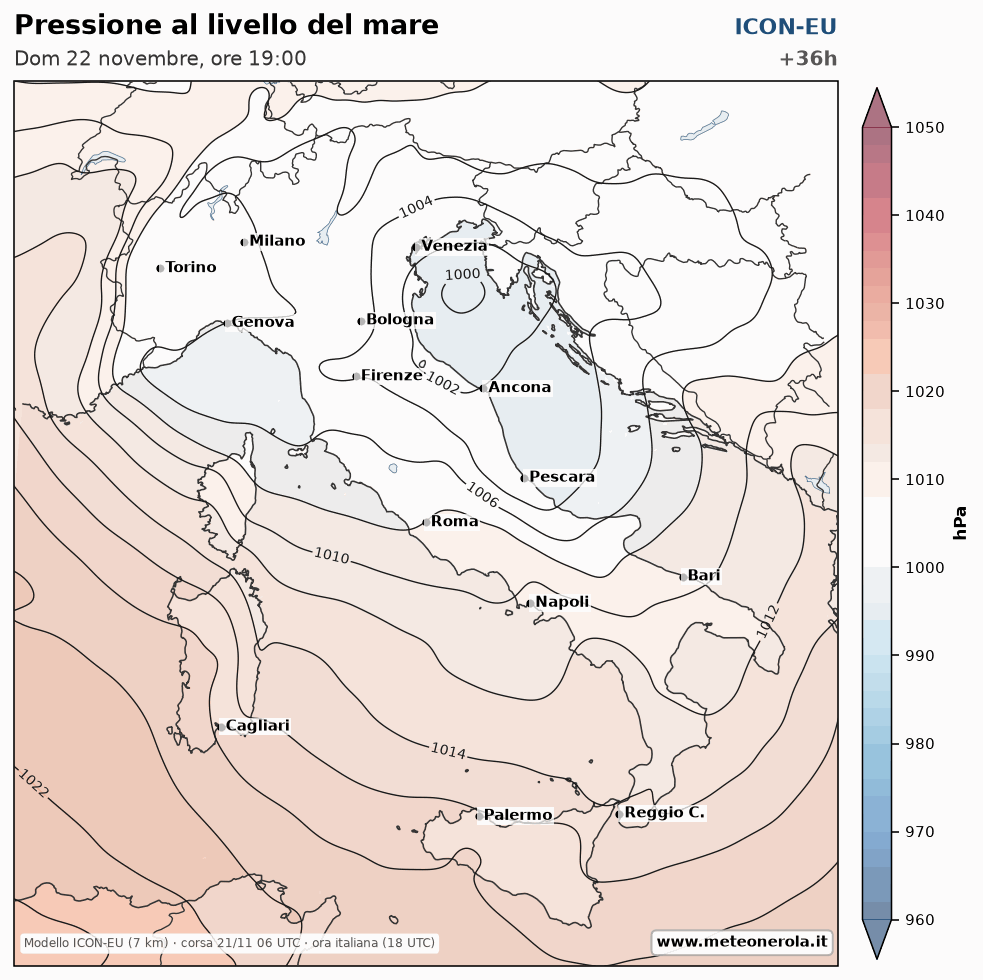 Pressione al livello del mare
ICON-EU
Dom 22 novembre, ore 19:00
+36h
1004
Venezia
Milano
1000
Torino
Genova
Bologna
Firenze
1002
Ancona
Pescara
1006
Roma
1010
Bari
Napoli
1012
Cagliari
1014
1022
Palermo
Reggio C.
Modello ICON-EU (7 km) · corsa 21/11 06 UTC · ora italiana (18 UTC)
www.meteonerola.it
1050
1040
1030
1020
1010
1000
990
980
970
960
hPa